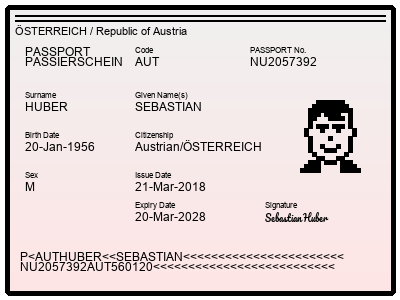 ÖSTERREICH / Republic of Austria
PASSPORT
PASSIERSCHEIN
Code
AUT
PASSPORT No.
NU2057392
Surname
HUBER
Given Name(s)
SEBASTIAN
Birth Date
20-Jan-1956
Citizenship
Austrian/ÖSTERREICH
Sex
M
Issue Date
21-Mar-2018
Expiry Date
20-Mar-2028
Signature
Sebastian Huber
P<AUTHUBER<<SEBASTIAN<<<<<<<<<<<<<<<<<<<<<<<
NU2057392AUT560120<<<<<<<<<<<<<<<<<<<<<<<<<<